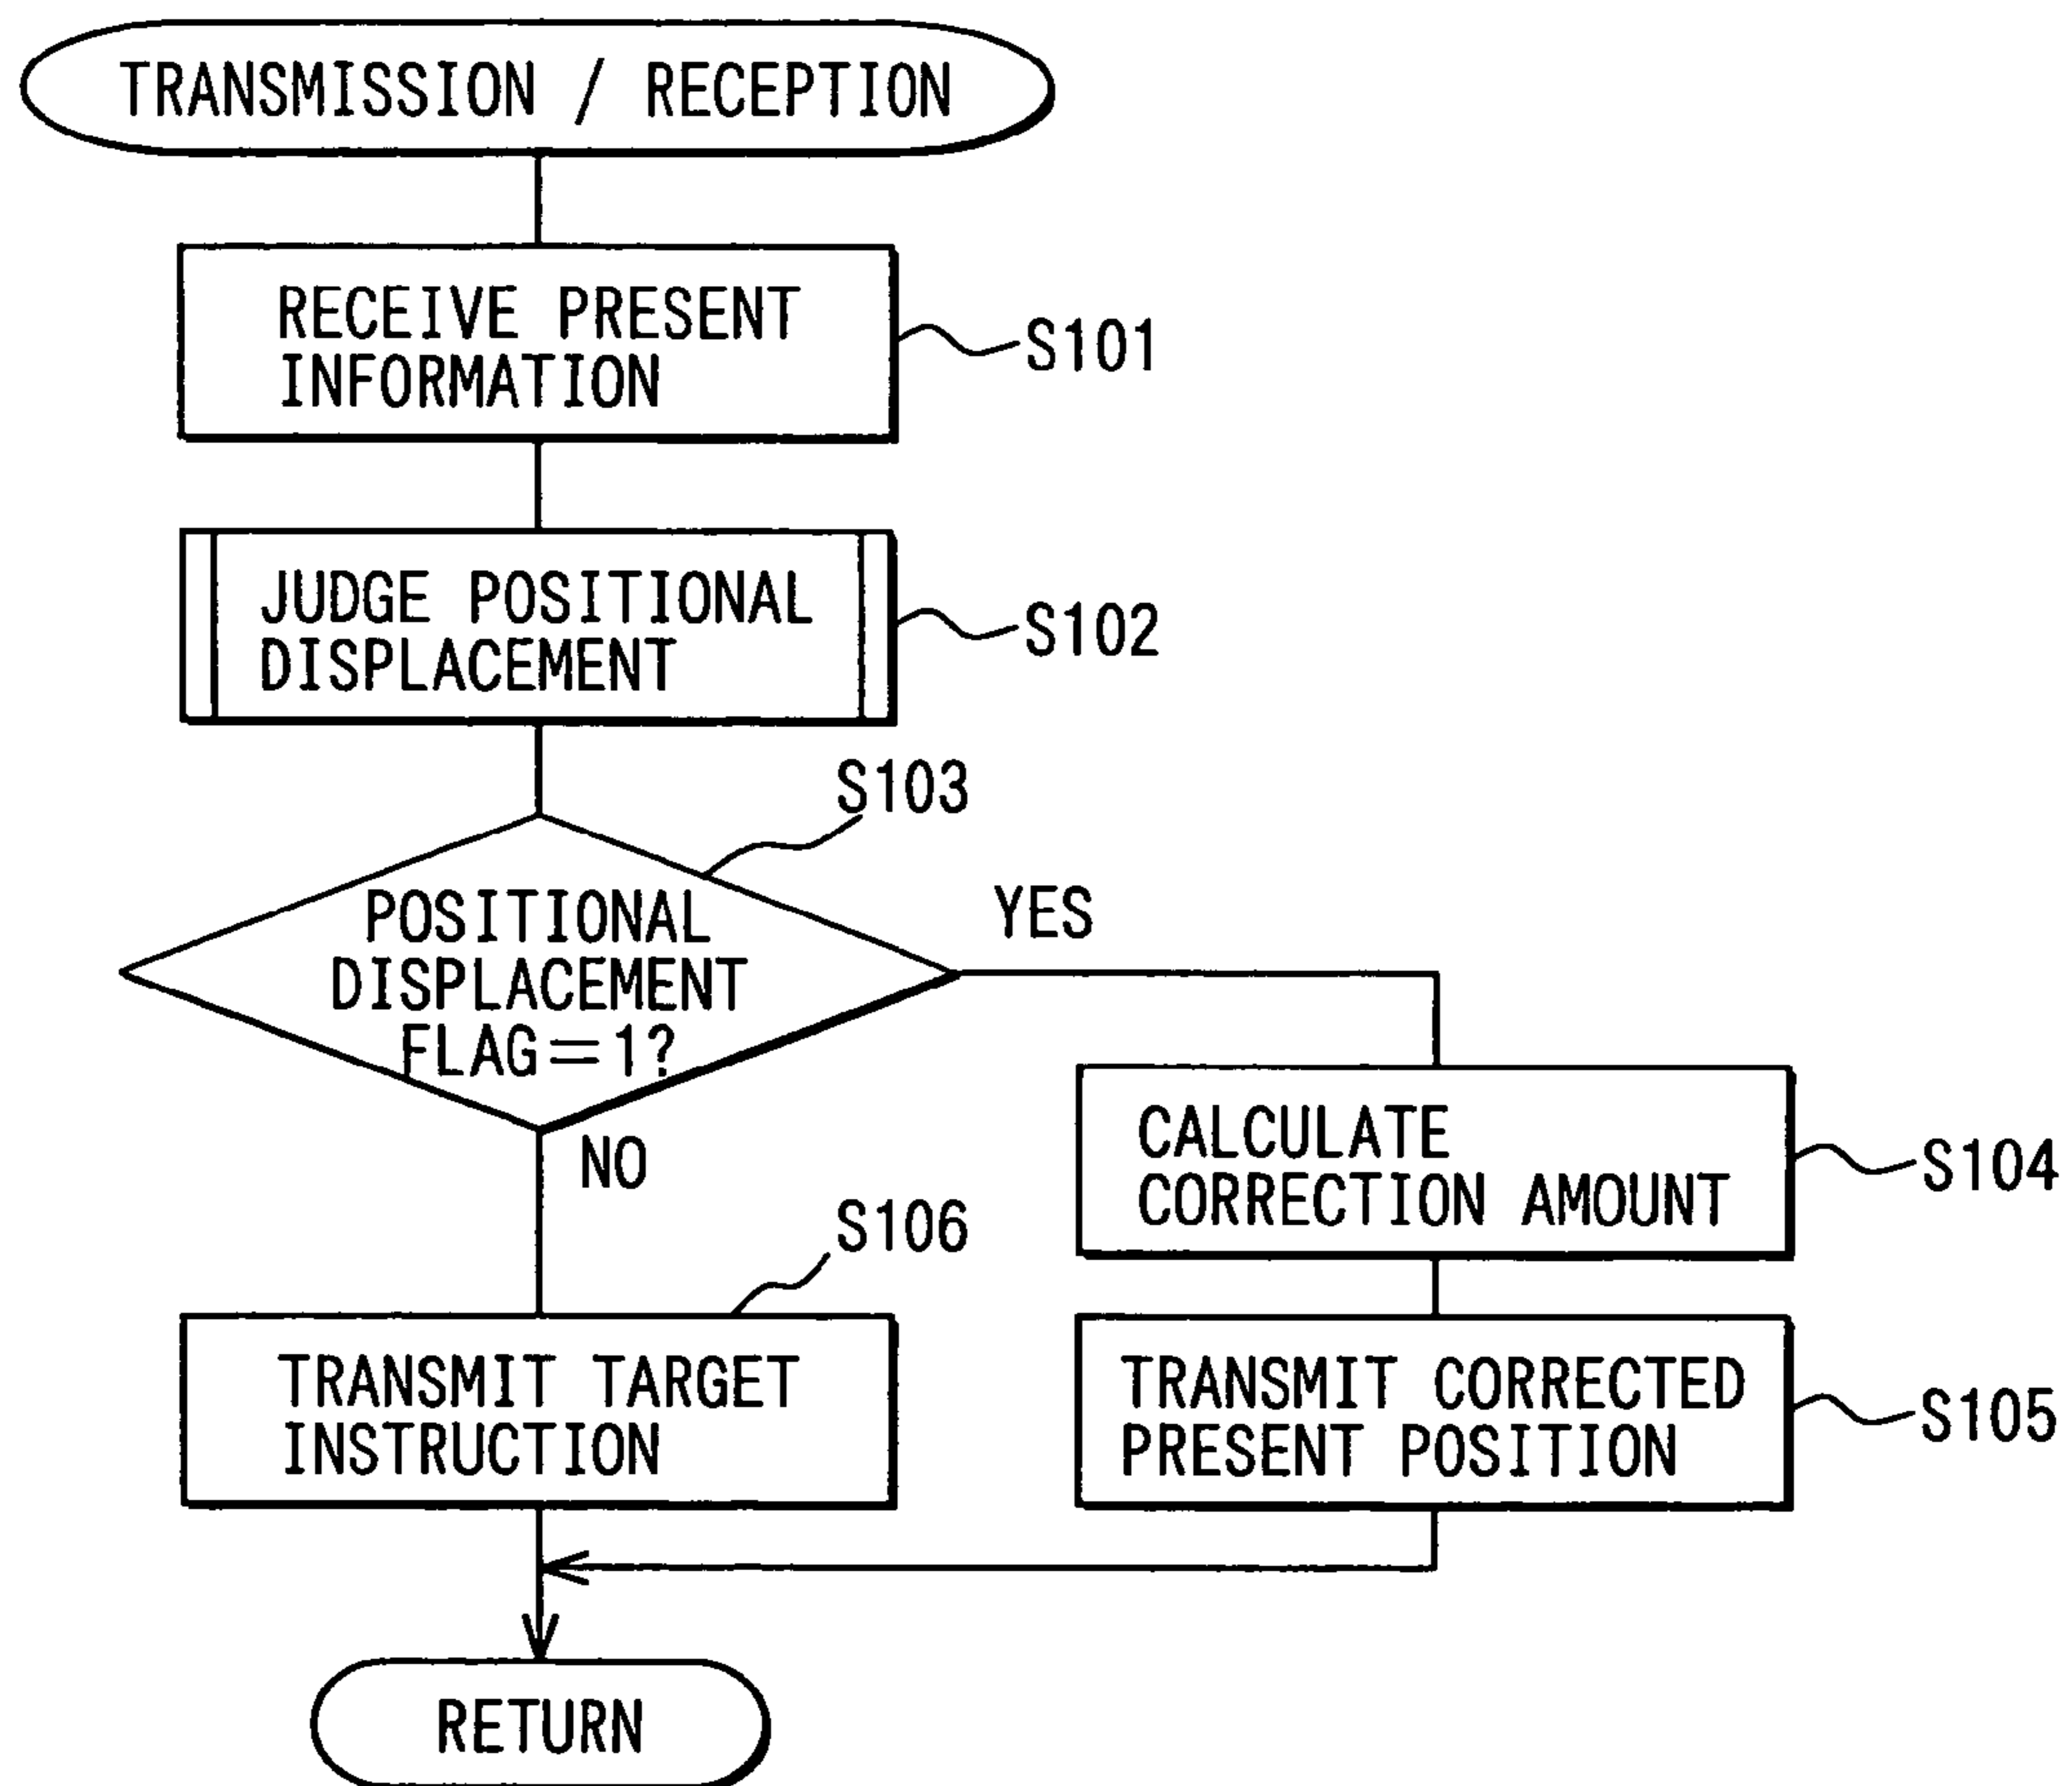 TRANSMISSION / RECEPTION
RECEIVE PRESENT
INFORMATION
S101
JUDGE POSITIONAL
DISPLACEMENT
S102
S103
POSITIONAL
DISPLACEMENT
FLAG=1?
YES
NO
CALCULATE
CORRECTION AMOUNT
S104
S106
TRANSMIT TARGET
INSTRUCTION
TRANSMIT CORRECTED
PRESENT POSITION
S105
RETURN